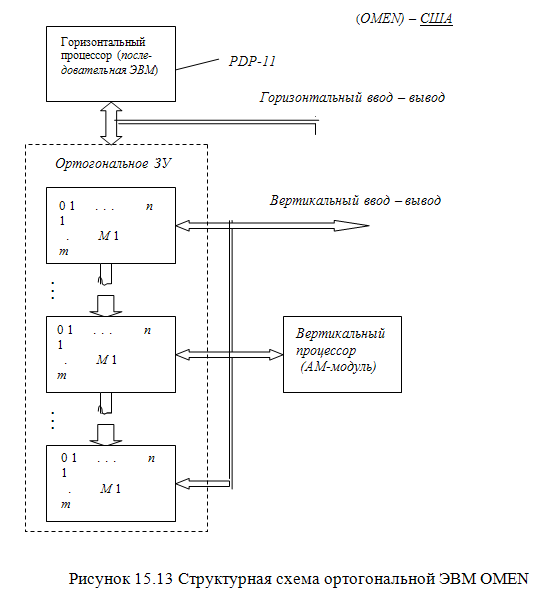 (OMEN) – США
Горизонтальный
процессор (после-
довательная ЭВМ)
PDP-11
Горизонтальный ввод – вывод
Ортогональное ЗУ
Вертикальный ввод – вывод
0 1 . . . n
1
. М 1
m
...
0 1 . . . n
1
. М 1
m
Вертикальный
процессор
(АМ-модуль)
...
0 1 . . . n
1
. М 1
m
Рисунок 15.13 Структурная схема ортогональной ЭВМ OMEN